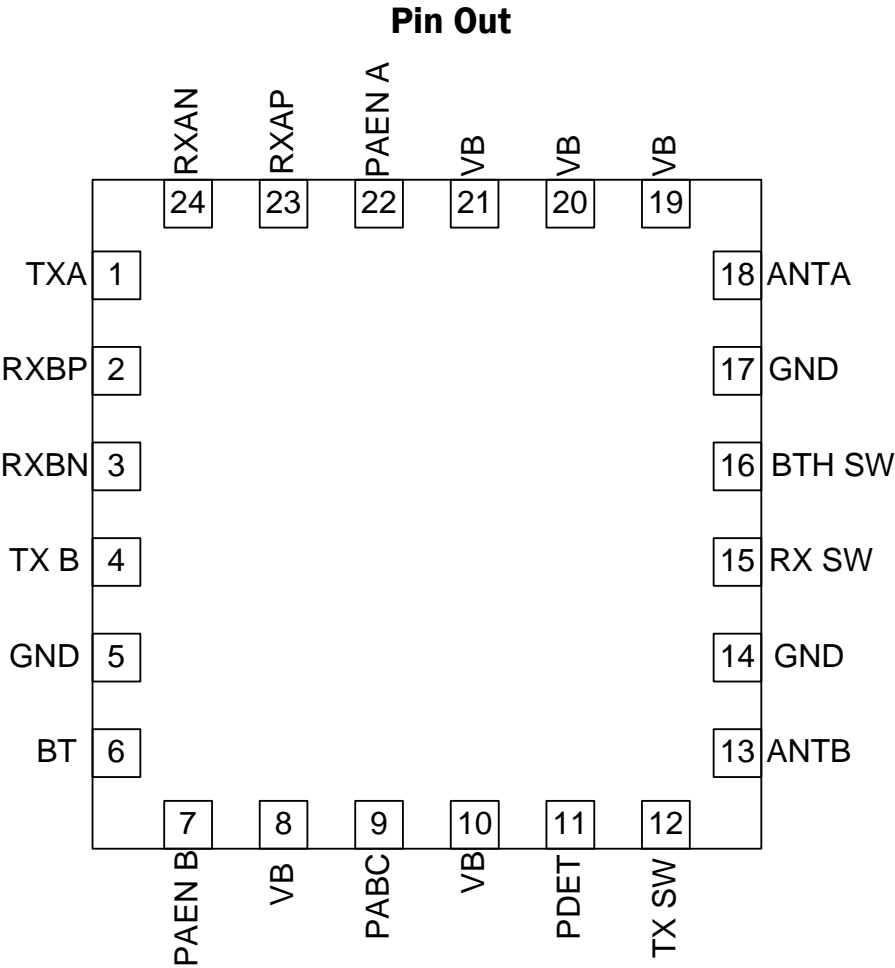 Pin Out
RXAN
RXAP
PAEN A
VB
VB
VB
24
23
22
21
20
19
TXA 1
18 ANTA
RXBP 2
17 GND
RXBN 3
16 BTH SW
TX B 4
15 RX SW
GND 5
14 GND
BT 6
13 ANTB
7
8
9
10
11
12
PAEN B
VB
PABC
VB
PDET
TX SW